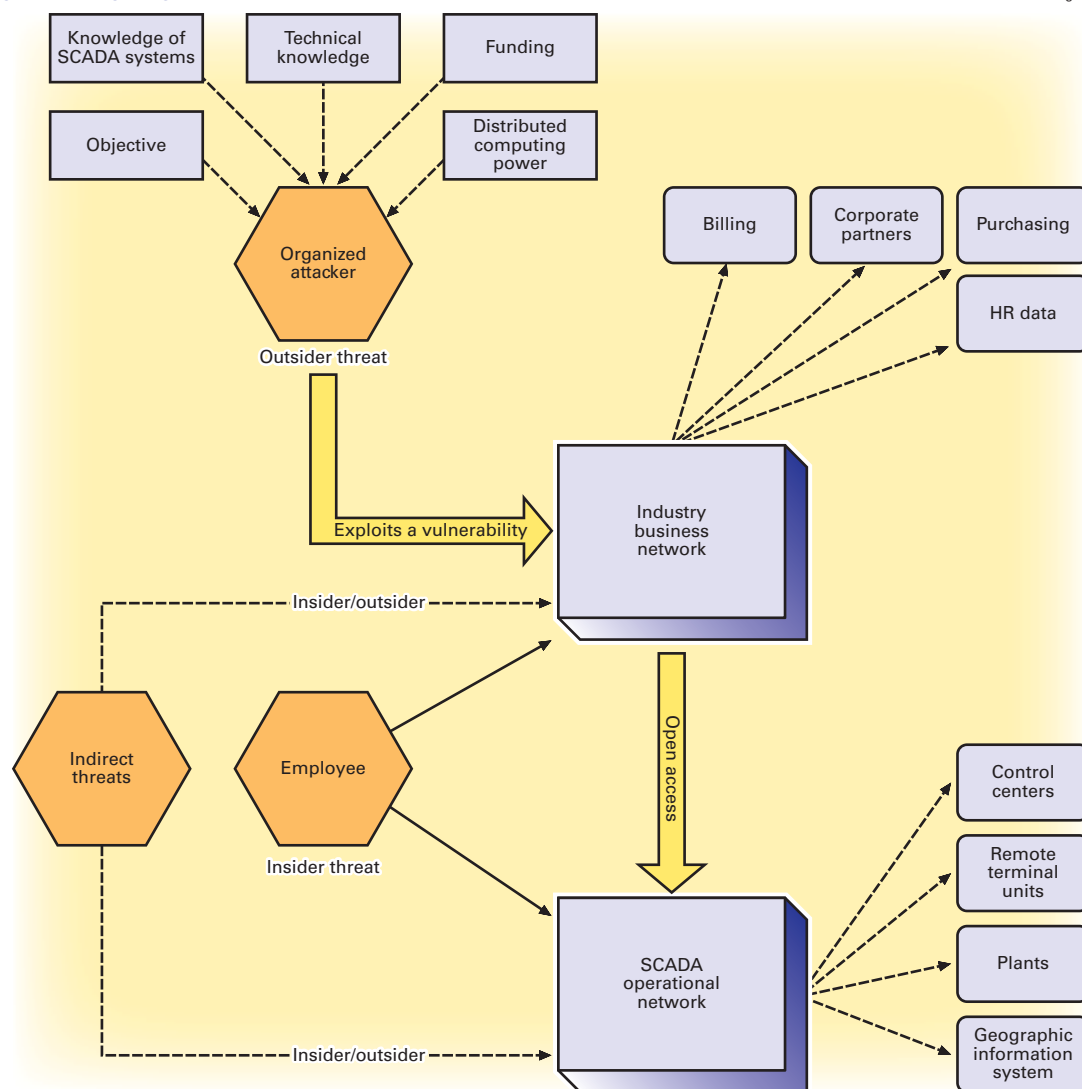 Knowledge of
SCADA systems
Technical
knowledge
Funding
Objective
Distributed
computing
power
Organized
attacker
Outsider threat
Billing
Corporate
partners
Purchasing
HR data
Exploits a vulnerability
Industry
business
network
Insider/outsider
Indirect
threats
Employee
Insider threat
Open access
Control
centers
Remote
terminal
units
SCADA
operational
network
Plants
Insider/outsider
Geographic
information
system